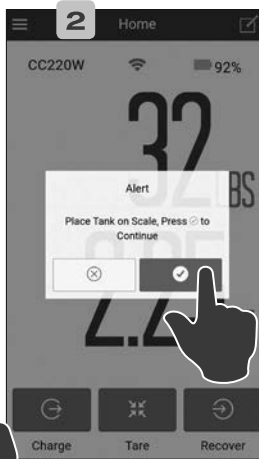 2 Home
CC220W 92%
32 LBS
Alert
Place Tank on Scale, Press to
Continue
Charge Tare Recover